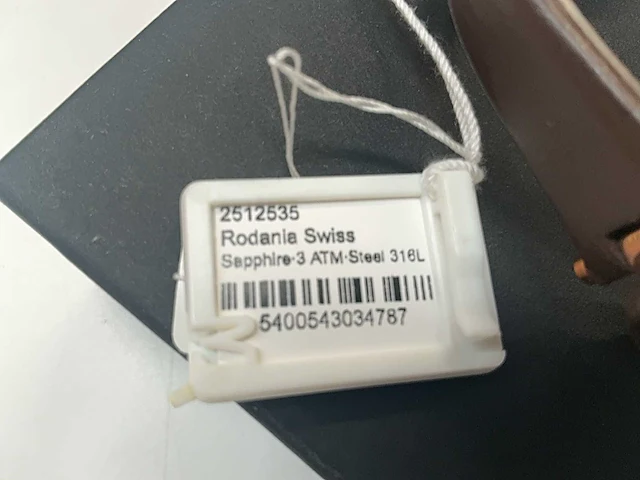 2512535
Rodania Swiss
Sapphire·3 ATM·Steel 316L
5400543034787